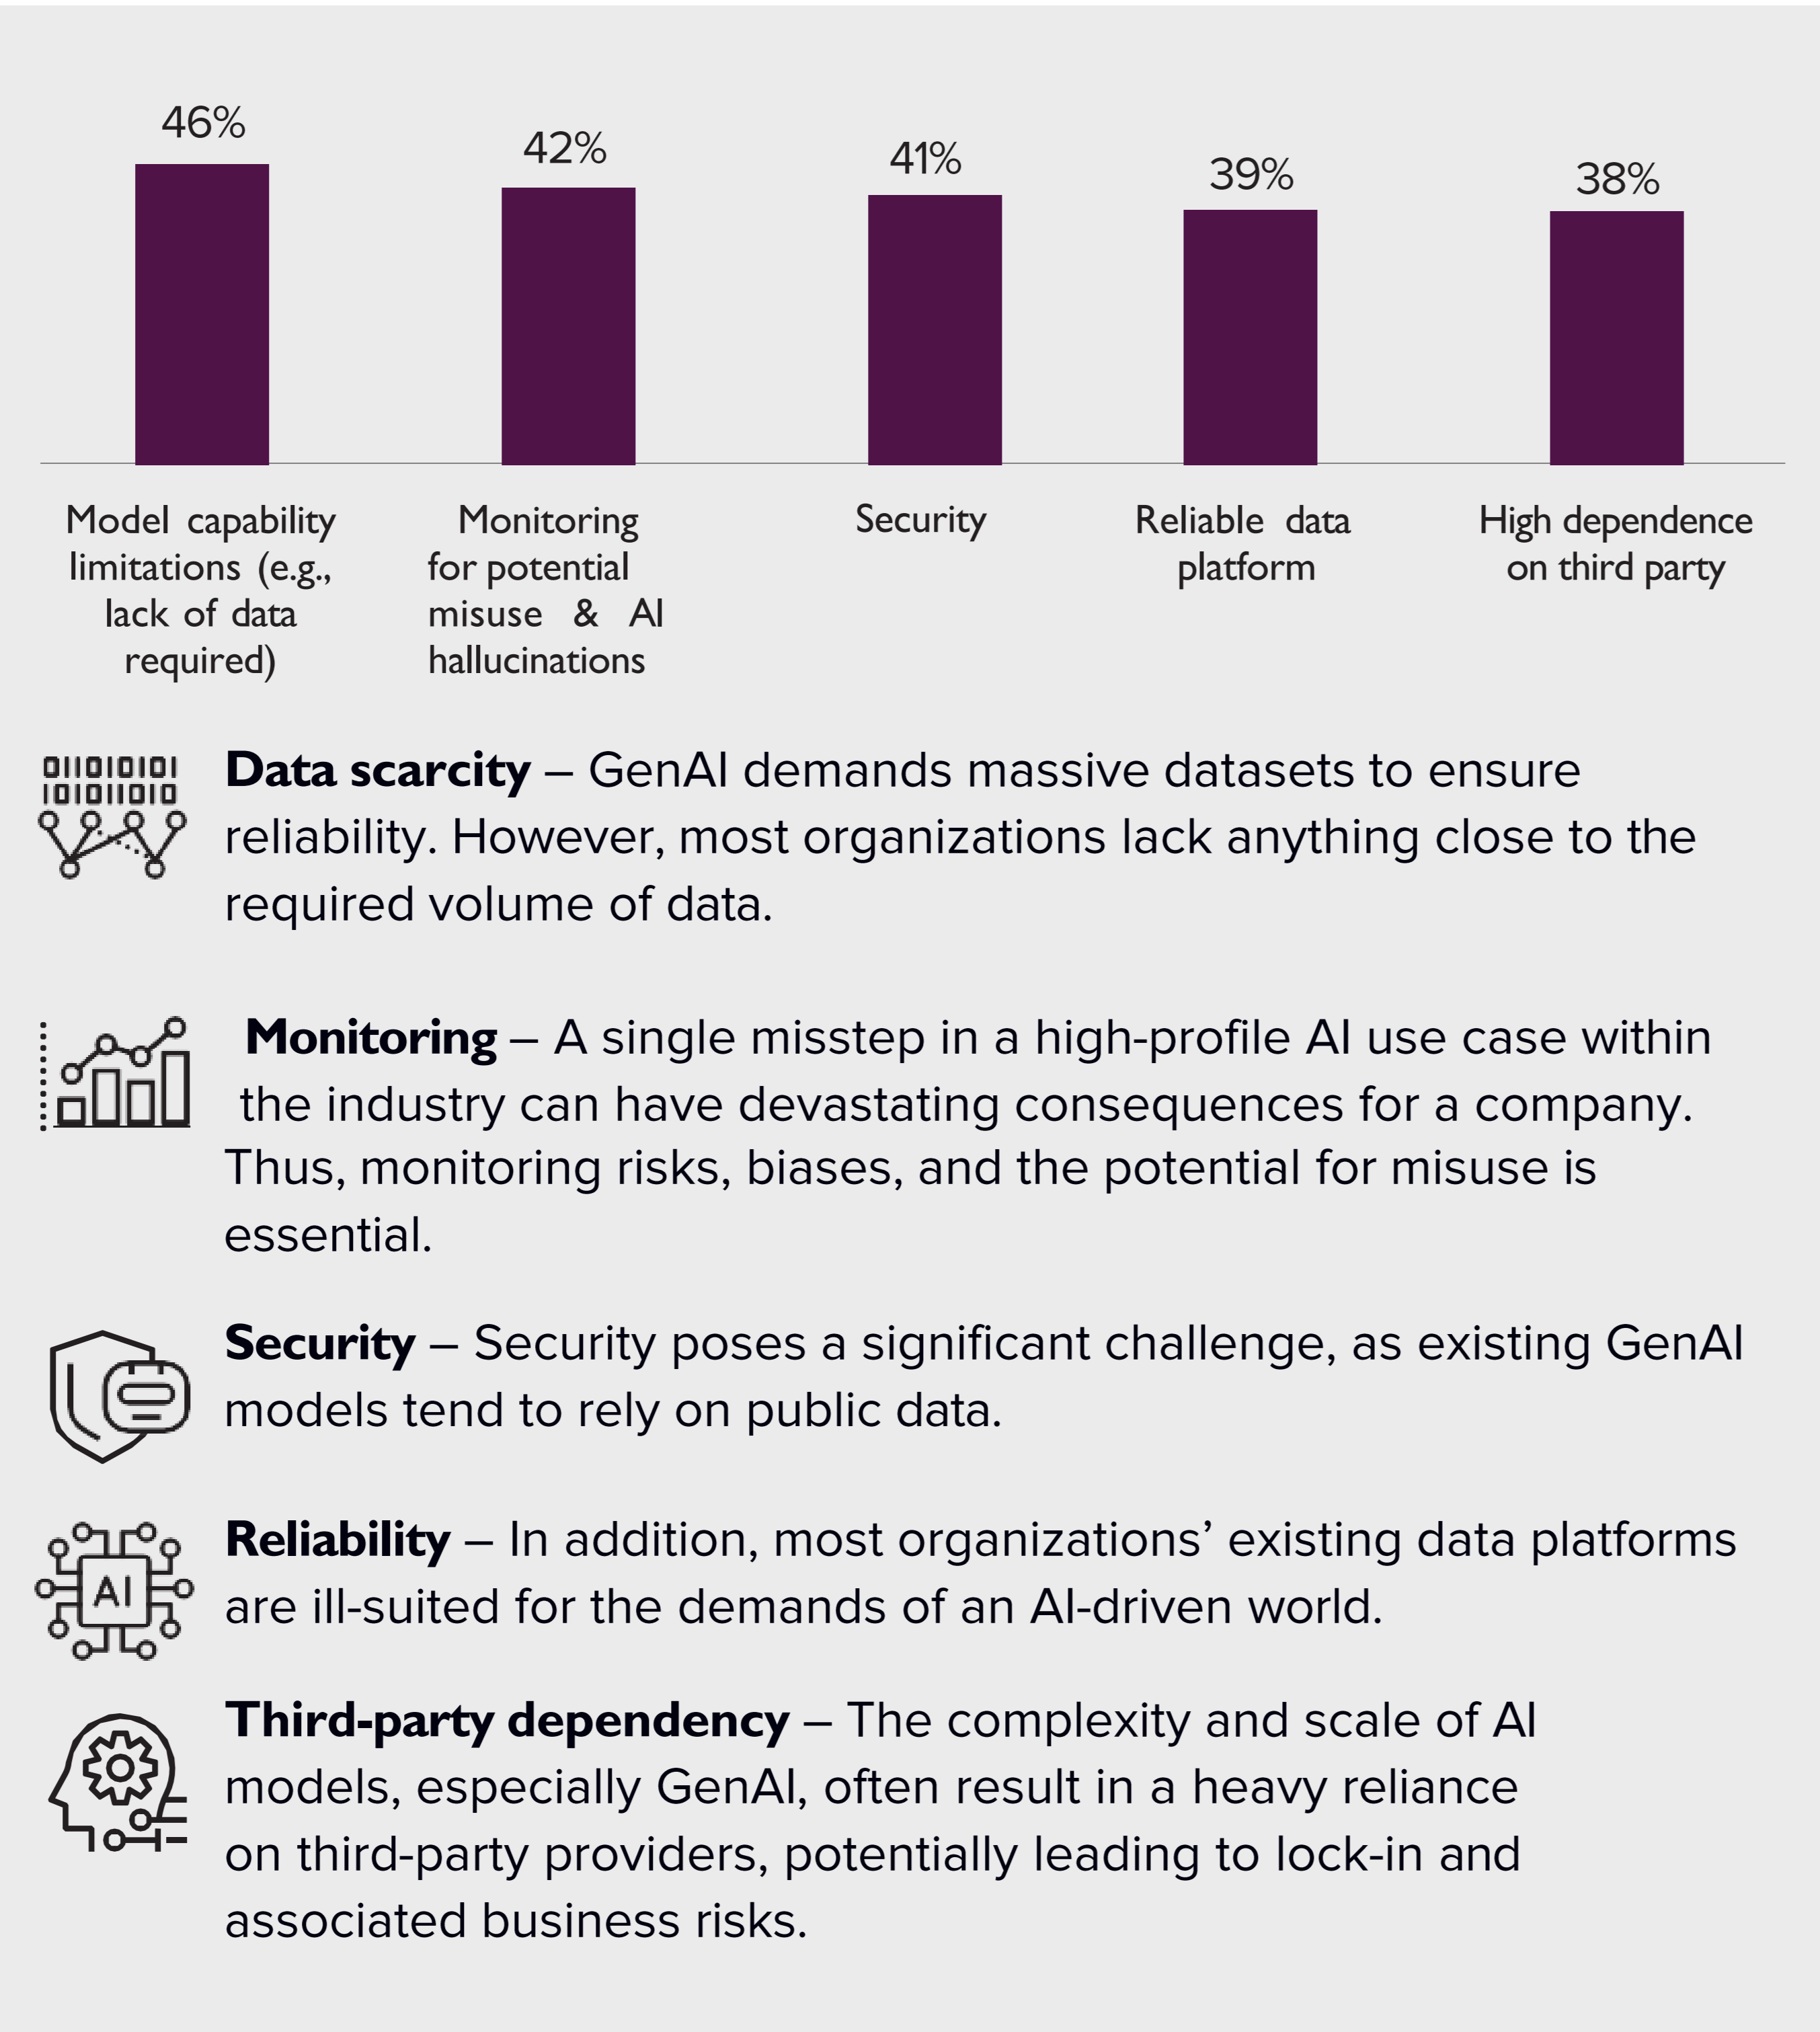 46%
42%
41%
39%
38%
Model capability
limitations (e.g.,
lack of data
required)
Monitoring
for potential
misuse & AI
hallucinations
Security
Reliable data
platform
High dependence
on third party
01101010101
10101101010
Data scarcity – GenAI demands massive datasets to ensure
reliability. However, most organizations lack anything close to the
required volume of data.
Monitoring – A single misstep in a high-profile AI use case within
the industry can have devastating consequences for a company.
Thus, monitoring risks, biases, and the potential for misuse is
essential.
Security – Security poses a significant challenge, as existing GenAI
models tend to rely on public data.
AI
Reliability – In addition, most organizations’ existing data platforms
are ill-suited for the demands of an AI-driven world.
Third-party dependency – The complexity and scale of AI
models, especially GenAI, often result in a heavy reliance
on third-party providers, potentially leading to lock-in and
associated business risks.